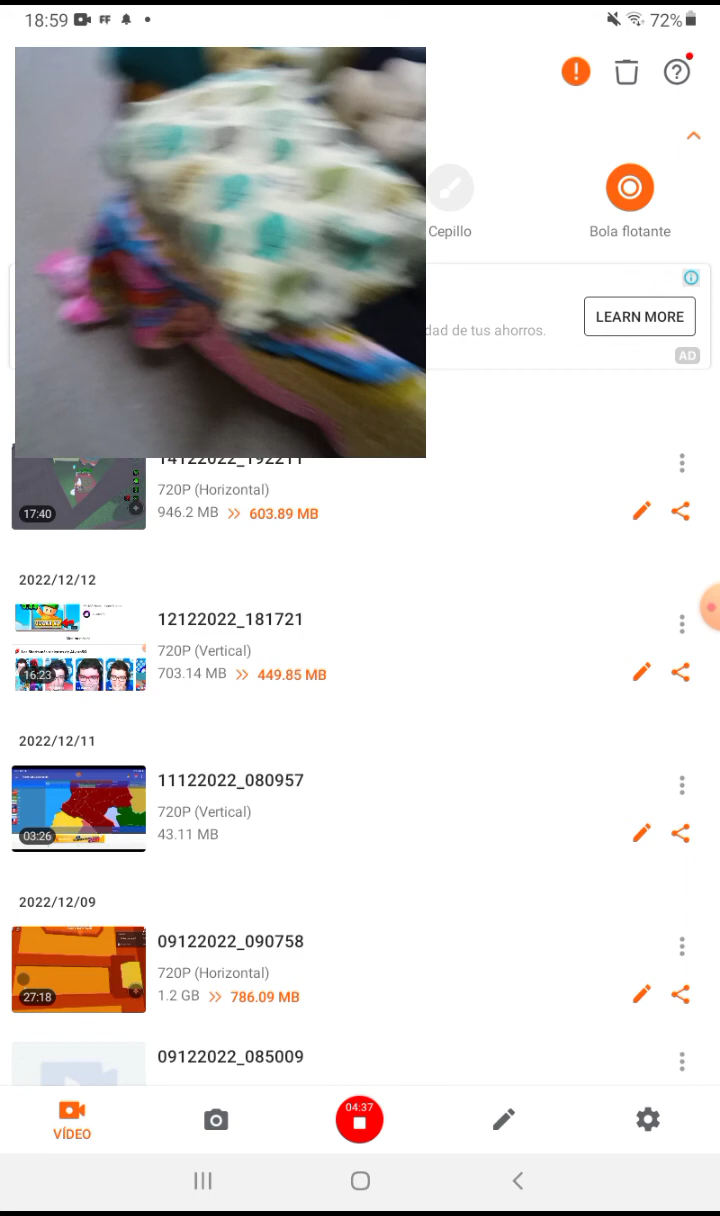 18:59 FF 72%
Cepillo
Bola flotante
dad de tus ahorros.
LEARN MORE
AD
14122022_192211
720P (Horizontal)
17:40
946.2 MB >> 603.89 MB
2022/12/12
12122022_181721
720P (Vertical)
16:23
703.14 MB >> 449.85 MB
2022/12/11
11122022_080957
720P (Vertical)
03:26
43.11 MB
2022/12/09
09122022_090758
720P (Horizontal)
27:18
1.2 GB >> 786.09 MB
09122022_085009
04:37
VÍDEO